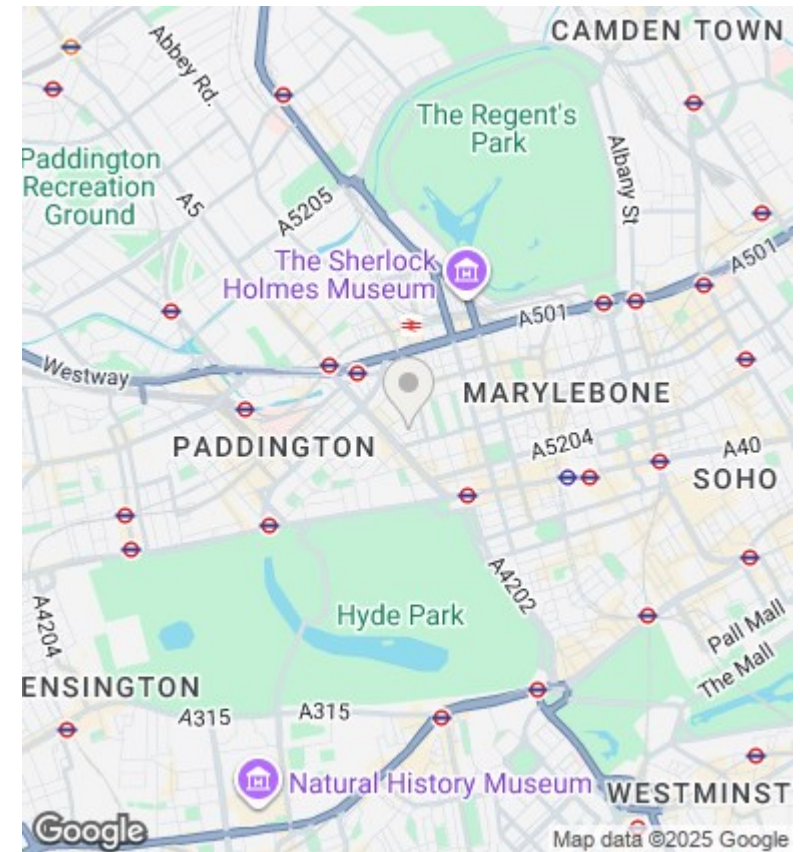 CAMDEN TOWN
Abbey Rd.
The Regent's
Park
Albany St
Paddington
Recreation
Ground
A5
A5205
The Sherlock
Holmes Museum
A501
A501
Westway
MARYLEBONE
PADDINGTON
A5204
A40
SOHO
A4202
Hyde Park
A4204
Pall Mall
The Mall
ENSINGTON
A315
A315
Natural History Museum
WESTMINST
Google
Map data ©2025 Google